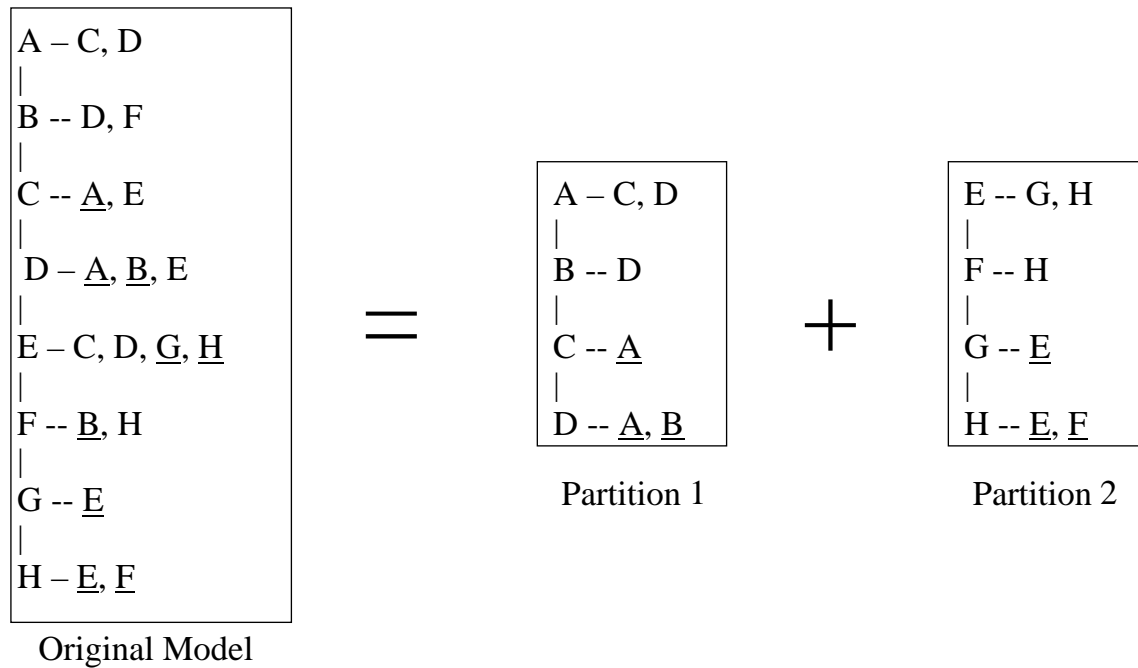 A – C, D
|
B -- D, F
|
C -- A, E
|
D – A, B, E
|
E – C, D, G, H
|
F -- B, H
|
G -- E
|
H – E, F
Original Model
=
A – C, D
|
B -- D
|
C -- A
|
D -- A, B
Partition 1
+
E -- G, H
|
F -- H
|
G -- E
|
H -- E, F
Partition 2